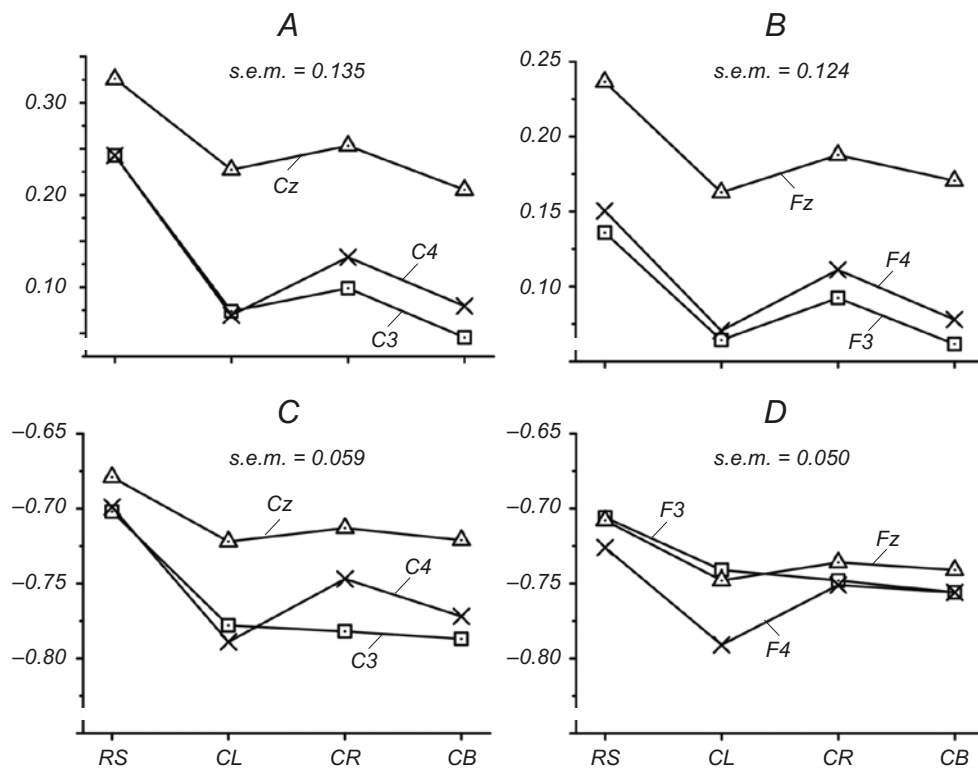 A
s.e.m. = 0.135
0.30
0.20
0.10
Cz
C4
C3
B
s.e.m. = 0.124
0.25
0.20
0.15
0.10
Fz
F4
F3
C
s.e.m. = 0.059
–0.65
–0.70
–0.75
–0.80
Cz
C4
C3
RS CL CR CB
D
s.e.m. = 0.050
–0.65
–0.70
–0.75
–0.80
F3
Fz
F4
RS CL CR CB